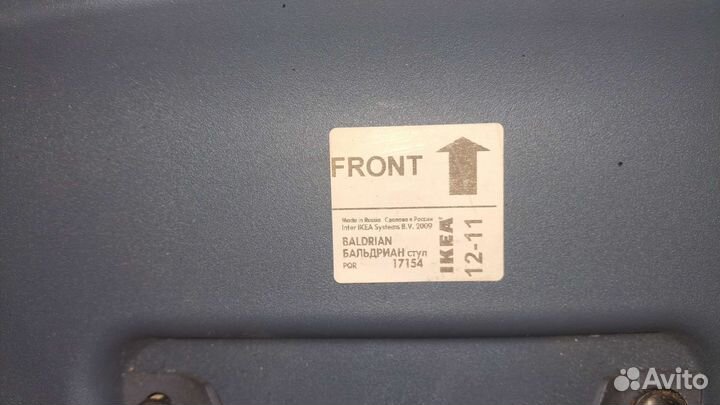 FRONT
Made in Russia Сделано в России
Inter IKEA Systems B.V. 2009
BALDRIAN
БАЛЬДРИАН стул
PQR 17154
IKEA
12-11
Avito